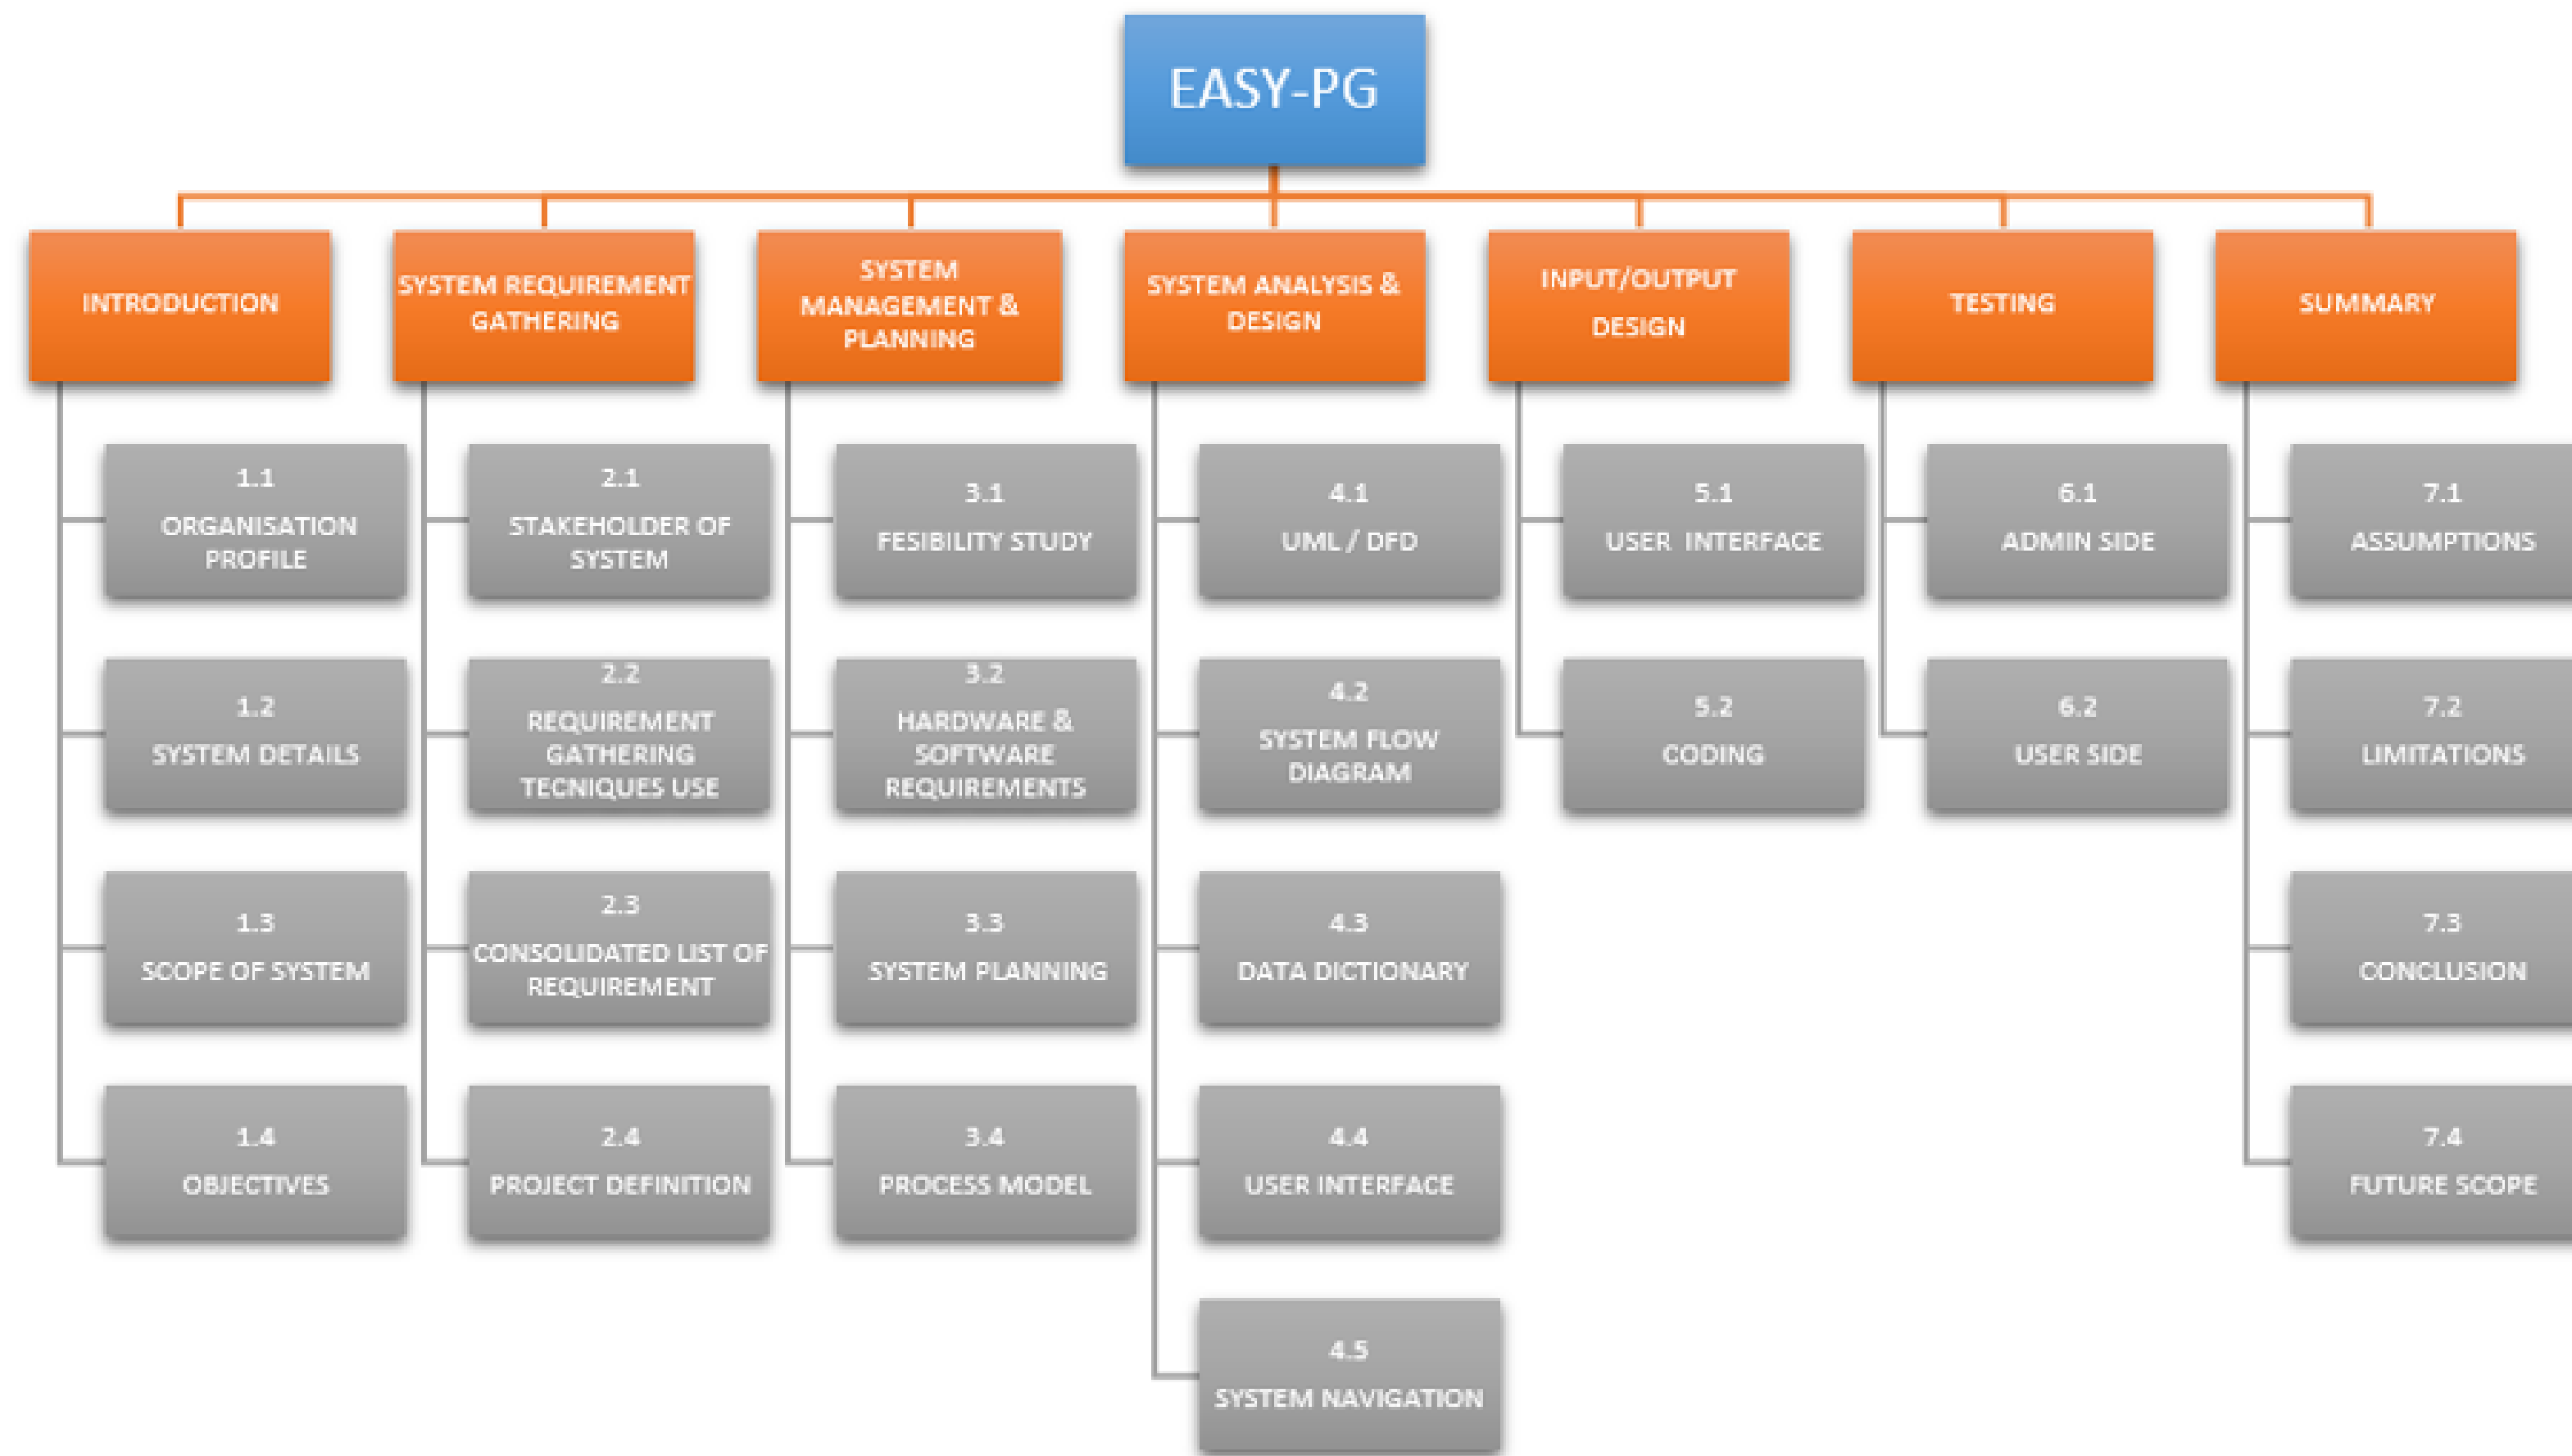 EASY-PG
INTRODUCTION
SYSTEM REQUIREMENT
GATHERING
SYSTEM
MANAGEMENT &
PLANNING
SYSTEM ANALYSIS &
DESIGN
INPUT/OUTPUT
DESIGN
TESTING
SUMMARY
1.1
ORGANISATION
PROFILE
1.2
SYSTEM DETAILS
1.3
SCOPE OF SYSTEM
1.4
OBJECTIVES
2.1
STAKEHOLDER OF
SYSTEM
2.2
REQUIREMENT
GATHERING
TECNIQUES USE
2.3
CONSOLIDATED LIST OF
REQUIREMENT
2.4
PROJECT DEFINITION
3.1
FESIBILITY STUDY
3.2
HARDWARE &
SOFTWARE
REQUIREMENTS
3.3
SYSTEM PLANNING
3.4
PROCESS MODEL
4.1
UML / DFD
4.2
SYSTEM FLOW
DIAGRAM
4.3
DATA DICTIONARY
4.4
USER INTERFACE
4.5
SYSTEM NAVIGATION
5.1
USER INTERFACE
5.2
CODING
6.1
ADMIN SIDE
6.2
USER SIDE
7.1
ASSUMPTIONS
7.2
LIMITATIONS
7.3
CONCLUSION
7.4
FUTURE SCOPE